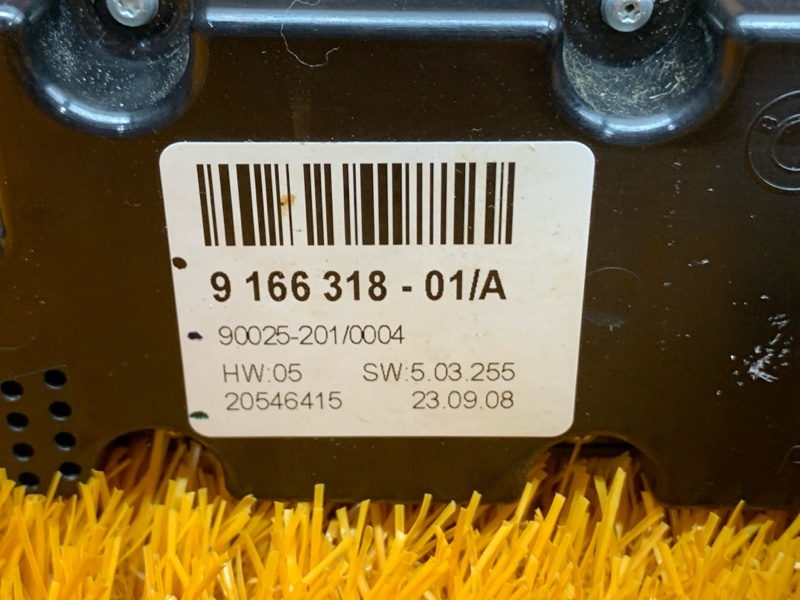 9 166 318 - 01/A
90025-201/0004
HW:05 SW:5.03.255
20546415 23.09.08